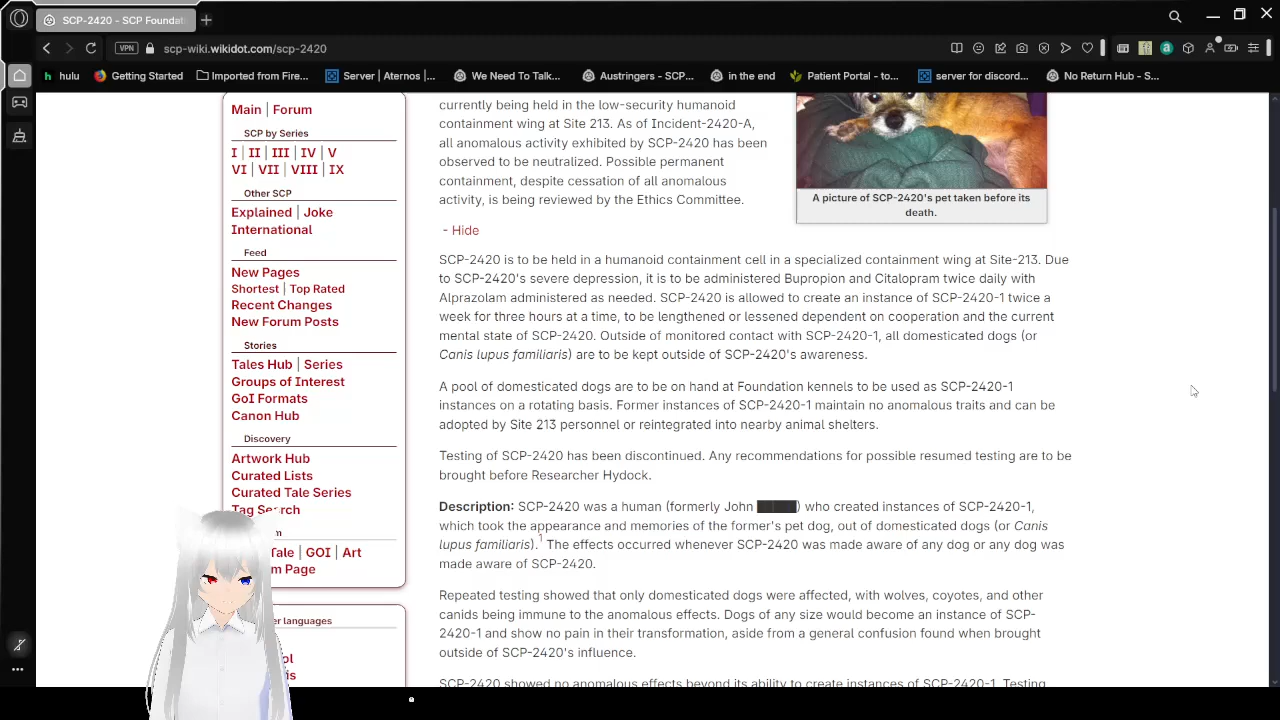 SCP-2420 - SCP Foundat
VPN scp-wiki.wikidot.com/scp-2420
hulu Getting Started Imported from Fire... Server | Aternos |... We Need To Talk... Austringers - SCP... in the end Patient Portal - to... server for discord... No Return Hub - S...
Main | Forum
SCP by Series
I | II | III | IV | V
VI | VII | VIII | IX
Other SCP
Explained | Joke
International
Feed
New Pages
Shortest | Top Rated
Recent Changes
New Forum Posts
Stories
Tales Hub | Series
Groups of Interest
GoI Formats
Canon Hub
Discovery
Artwork Hub
Curated Lists
Curated Tale Series
Tag Search
Tale | GOI | Art
m Page
languages
currently being held in the low-security humanoid
containment wing at Site 213. As of Incident-2420-A,
all anomalous activity exhibited by SCP-2420 has been
observed to be neutralized. Possible permanent
containment, despite cessation of all anomalous
activity, is being reviewed by the Ethics Committee.
A picture of SCP-2420's pet taken before its
death.
- Hide
SCP-2420 is to be held in a humanoid containment cell in a specialized containment wing at Site-213. Due
to SCP-2420's severe depression, it is to be administered Bupropion and Citalopram twice daily with
Alprazolam administered as needed. SCP-2420 is allowed to create an instance of SCP-2420-1 twice a
week for three hours at a time, to be lengthened or lessened dependent on cooperation and the current
mental state of SCP-2420. Outside of monitored contact with SCP-2420-1, all domesticated dogs (or
Canis lupus familiaris) are to be kept outside of SCP-2420's awareness.
A pool of domesticated dogs are to be on hand at Foundation kennels to be used as SCP-2420-1
instances on a rotating basis. Former instances of SCP-2420-1 maintain no anomalous traits and can be
adopted by Site 213 personnel or reintegrated into nearby animal shelters.
Testing of SCP-2420 has been discontinued. Any recommendations for possible resumed testing are to be
brought before Researcher Hydock.
Description: SCP-2420 was a human (formerly John █████) who created instances of SCP-2420-1,
which took the appearance and memories of the former's pet dog, out of domesticated dogs (or Canis
lupus familiaris).1 The effects occurred whenever SCP-2420 was made aware of any dog or any dog was
made aware of SCP-2420.
Repeated testing showed that only domesticated dogs were affected, with wolves, coyotes, and other
canids being immune to the anomalous effects. Dogs of any size would become an instance of SCP-
2420-1 and show no pain in their transformation, aside from a general confusion found when brought
outside of SCP-2420's influence.
SCP-2420 showed no anomalous effects beyond its ability to create instances of SCP-2420-1. Testing